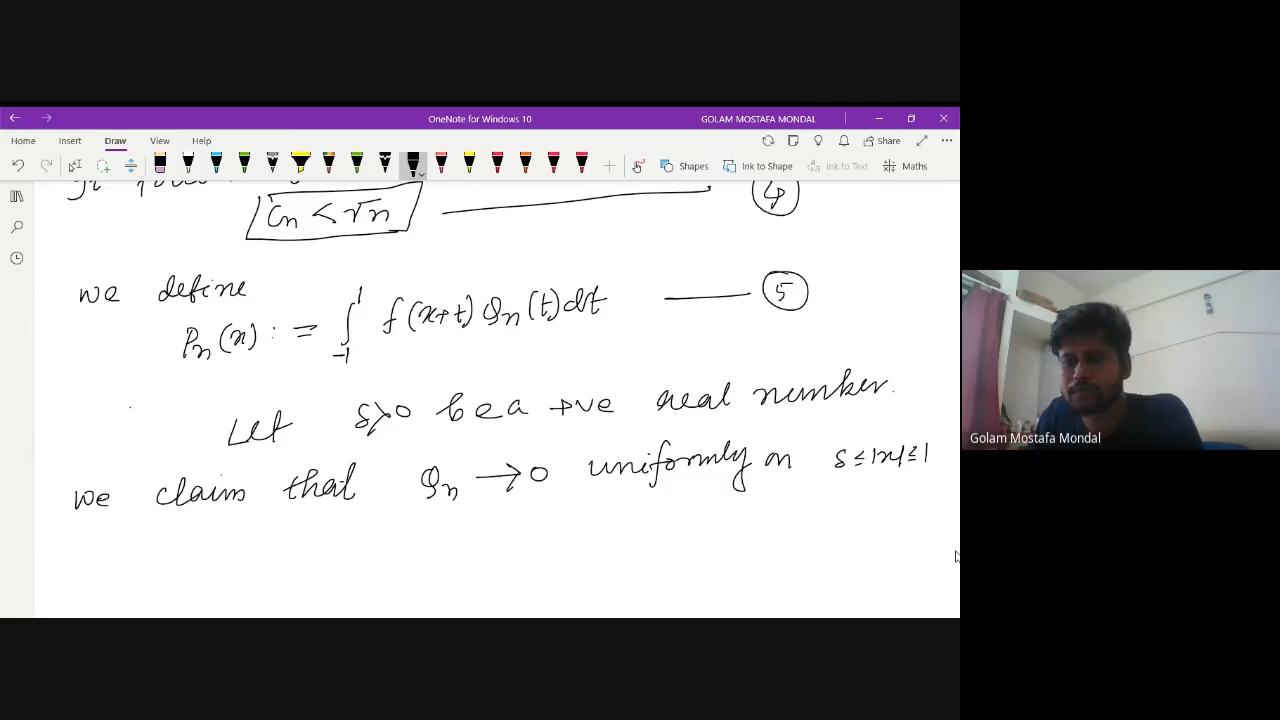 OneNote for Windows 10
GOLAM MOSTAFA MONDAL
Home Insert Draw View Help
Share
Shapes Ink to Shape Ink to Text Maths
Cn < √n ④
we define
Pn(x) := ∫₋₁¹ f(x+t) Qn(t) dt ⑤
Let δ>0 be a +ve real number.
we claim that Qn → 0 uniformly on δ ≤ |x| ≤ 1
Golam Mostafa Mondal